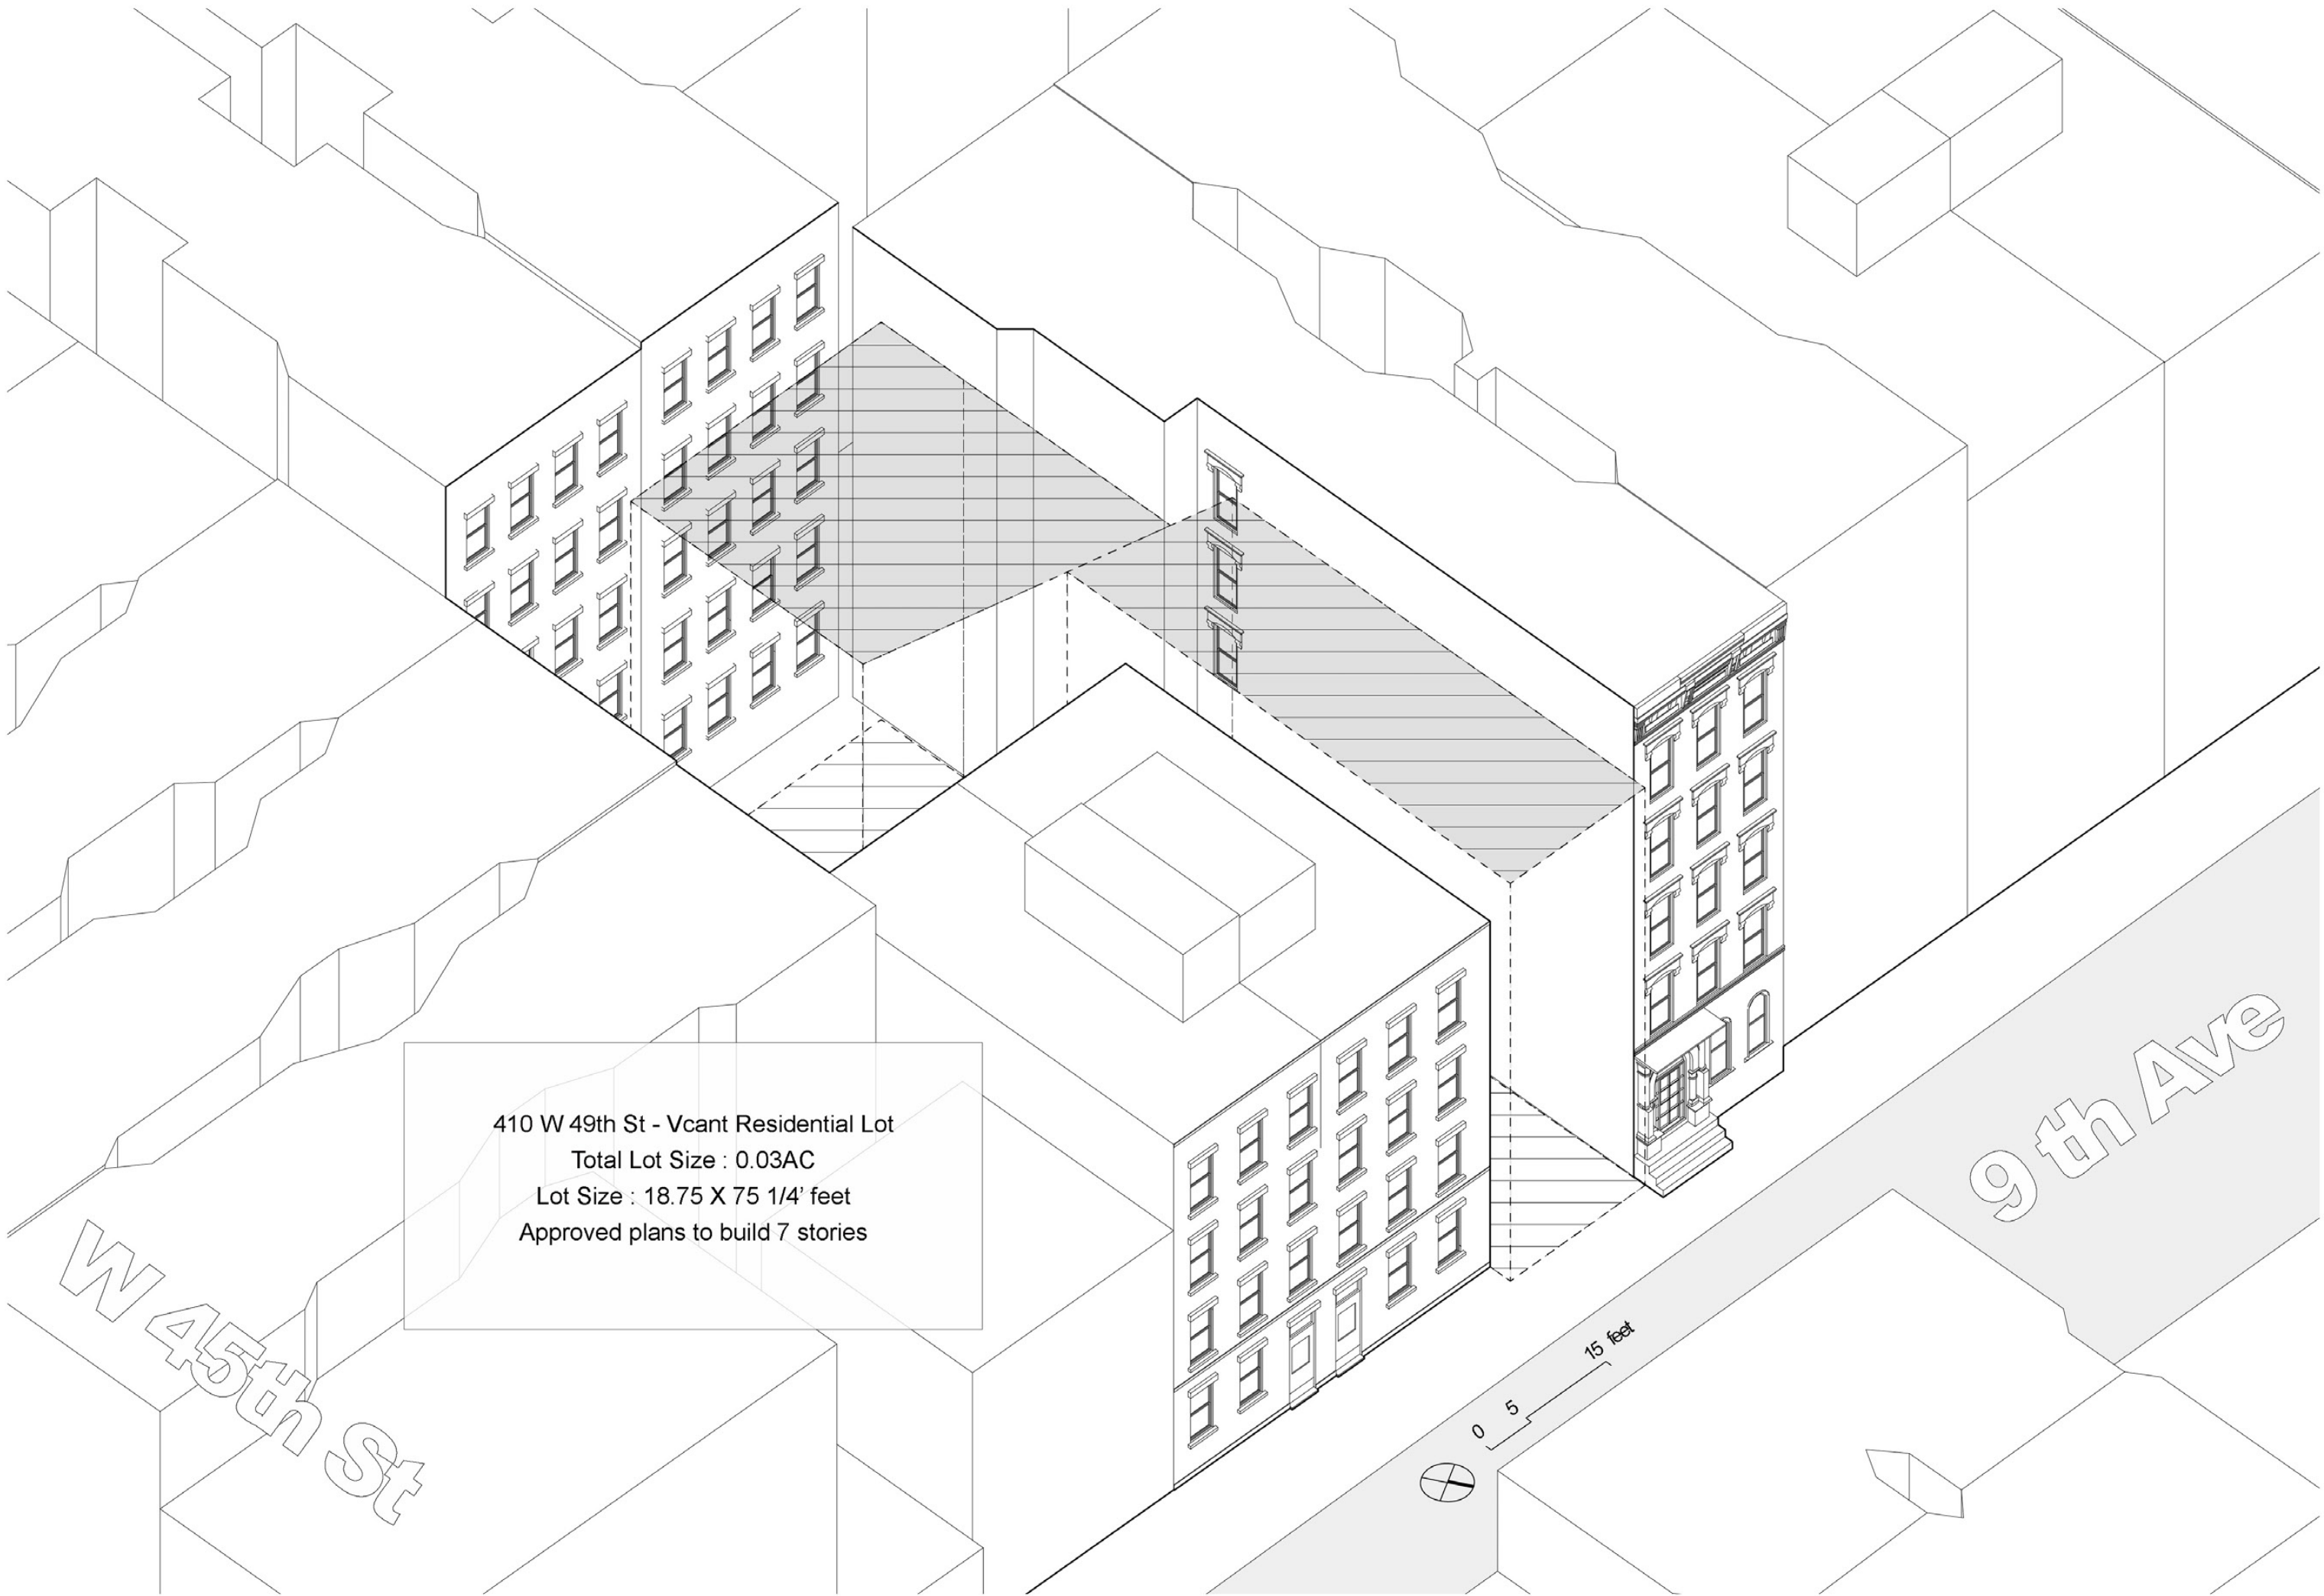 410 W 49th St - Vcant Residential Lot
Total Lot Size : 0.03AC
Lot Size : 18.75 X 75 1/4’ feet
Approved plans to build 7 stories
W 45th St
9 th Ave
0 5 15 feet